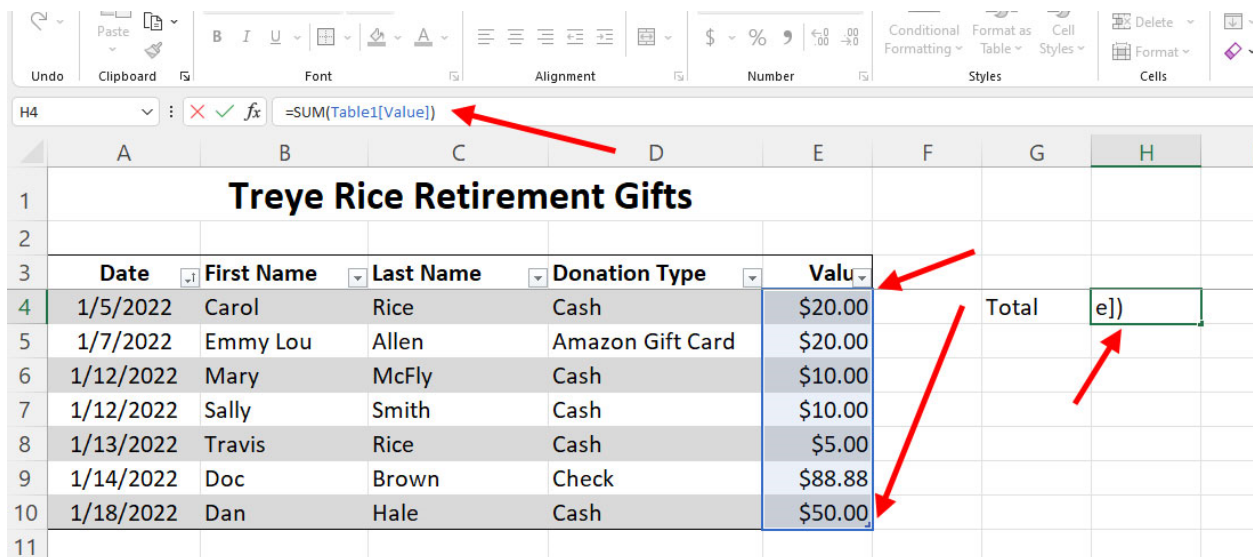 Paste
B I U A
$ % 9 .00 .00
Conditional Format as Cell
Formatting Table Styles
Delete
Format
Undo Clipboard Font Alignment Number Styles Cells
H4 fx =SUM(Table1[Value])
A B C D E F G H
1 Treye Rice Retirement Gifts
2
3 Date First Name Last Name Donation Type Valu
4 1/5/2022 Carol Rice Cash $20.00 Total e])
5 1/7/2022 Emmy Lou Allen Amazon Gift Card $20.00
6 1/12/2022 Mary McFly Cash $10.00
7 1/12/2022 Sally Smith Cash $10.00
8 1/13/2022 Travis Rice Cash $5.00
9 1/14/2022 Doc Brown Check $88.88
10 1/18/2022 Dan Hale Cash $50.00
11